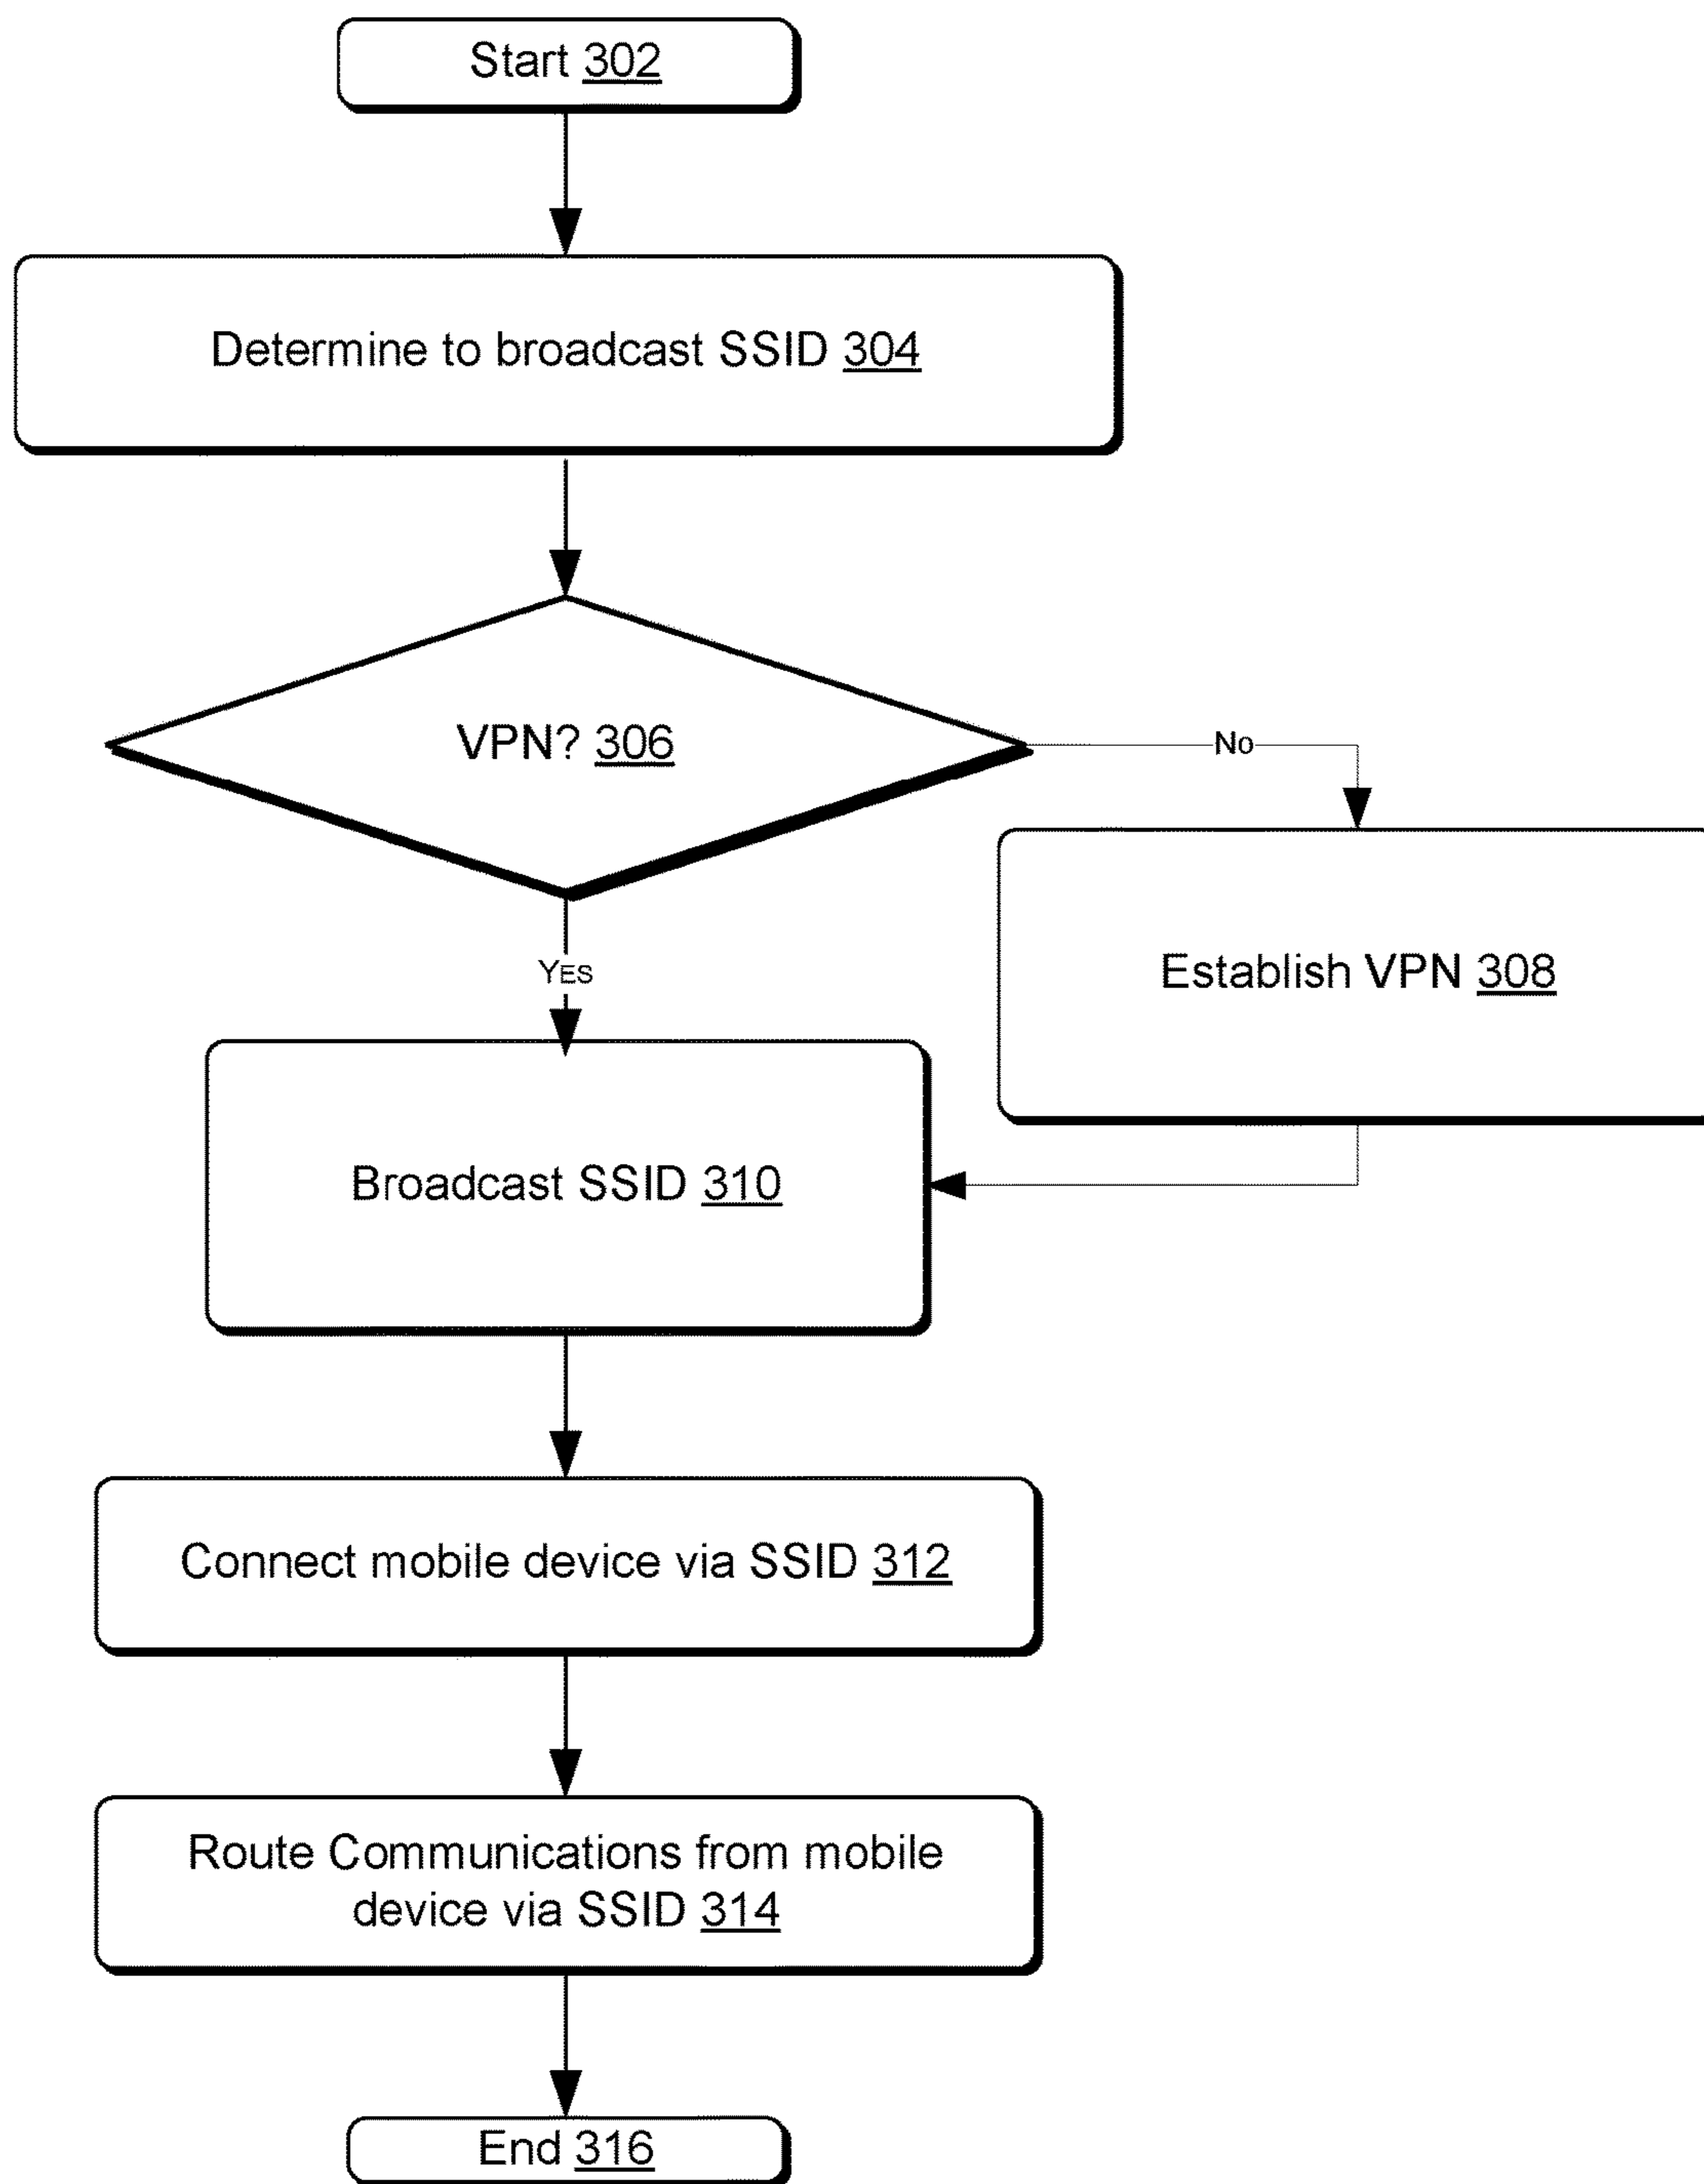 Start 302
Determine to broadcast SSID 304
VPN? 306
No
Establish VPN 308
YES
Broadcast SSID 310
Connect mobile device via SSID 312
Route Communications from mobile
device via SSID 314
End 316